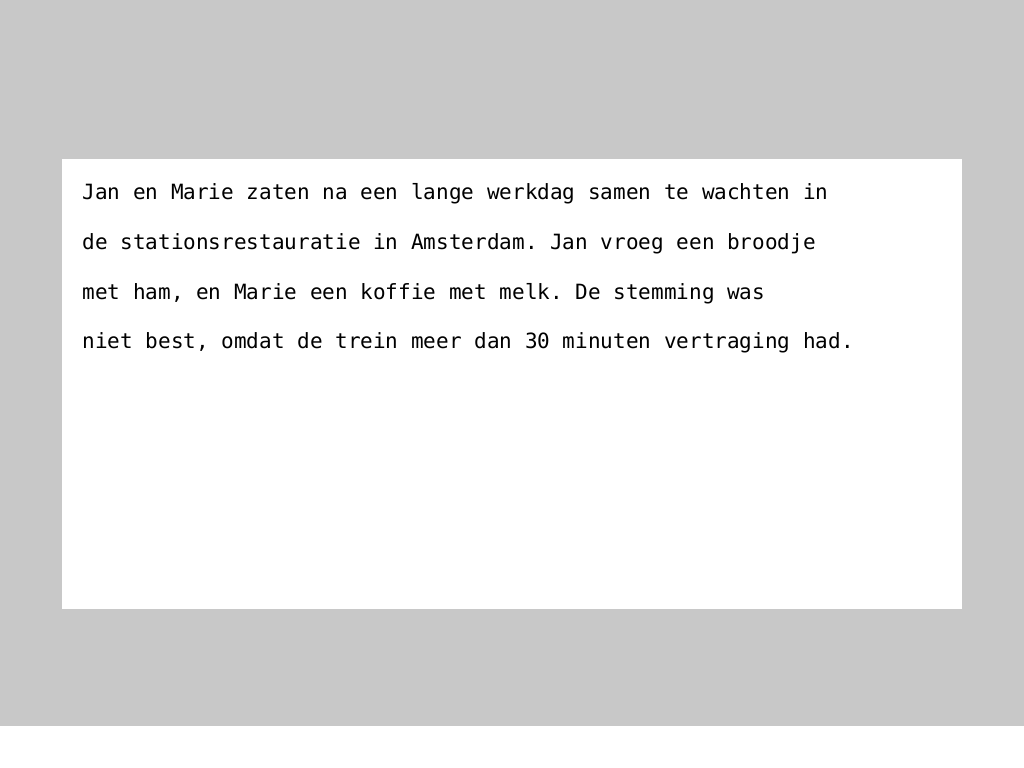 Jan en Marie zaten na een lange werkdag samen te wachten in
de stationsrestauratie in Amsterdam. Jan vroeg een broodje
met ham, en Marie een koffie met melk. De stemming was
niet best, omdat de trein meer dan 30 minuten vertraging had.